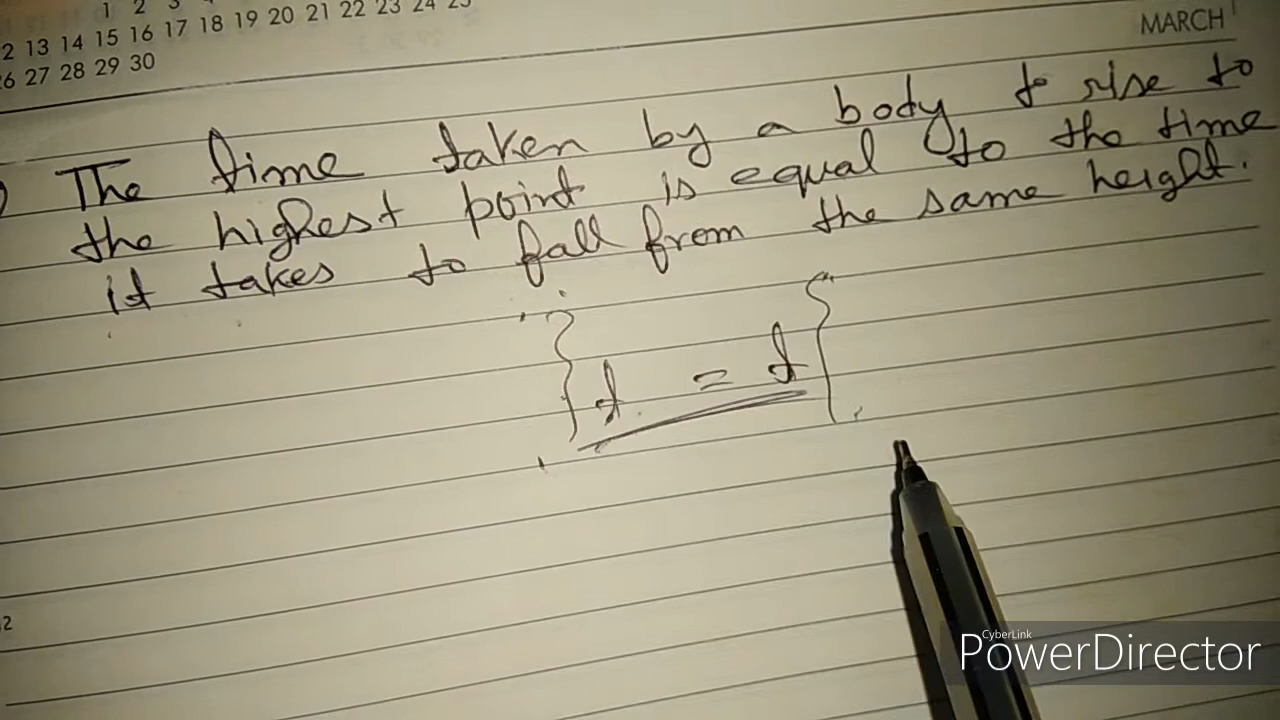 1 2 3
2 13 14 15 16 17 18 19 20 21 22 23 24 25
26 27 28 29 30
MARCH
The time taken by a body to rise to
the highest point is equal to the time
it takes to fall from the same height.
t = t
2
CyberLink
PowerDirector